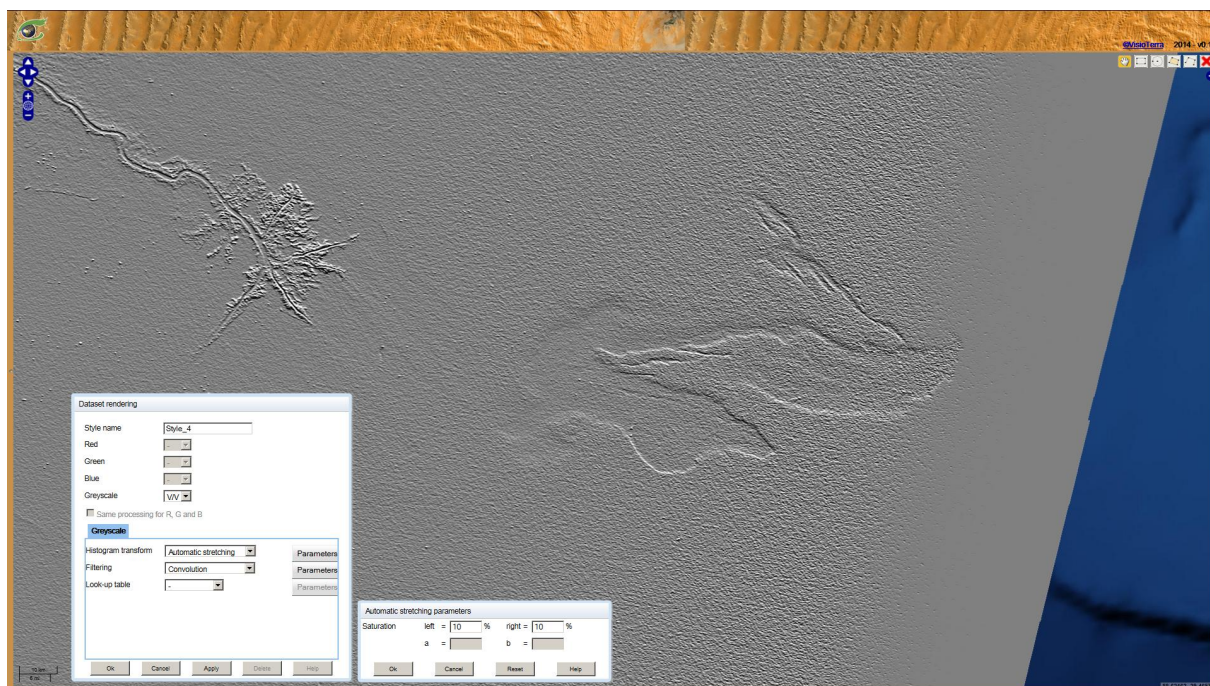 ©VisioTerra 2014 - v0.1
Dataset rendering
Style name Style_4
Red -
Green -
Blue -
Greyscale V/V
Same processing for R, G and B
Greyscale
Histogram transform Automatic stretching Parameters
Filtering Convolution Parameters
Look-up table - Parameters
Ok Cancel Apply Delete Help
Automatic stretching parameters
Saturation left = 10 % right = 10 %
a = b =
Ok Cancel Reset Help
10 km